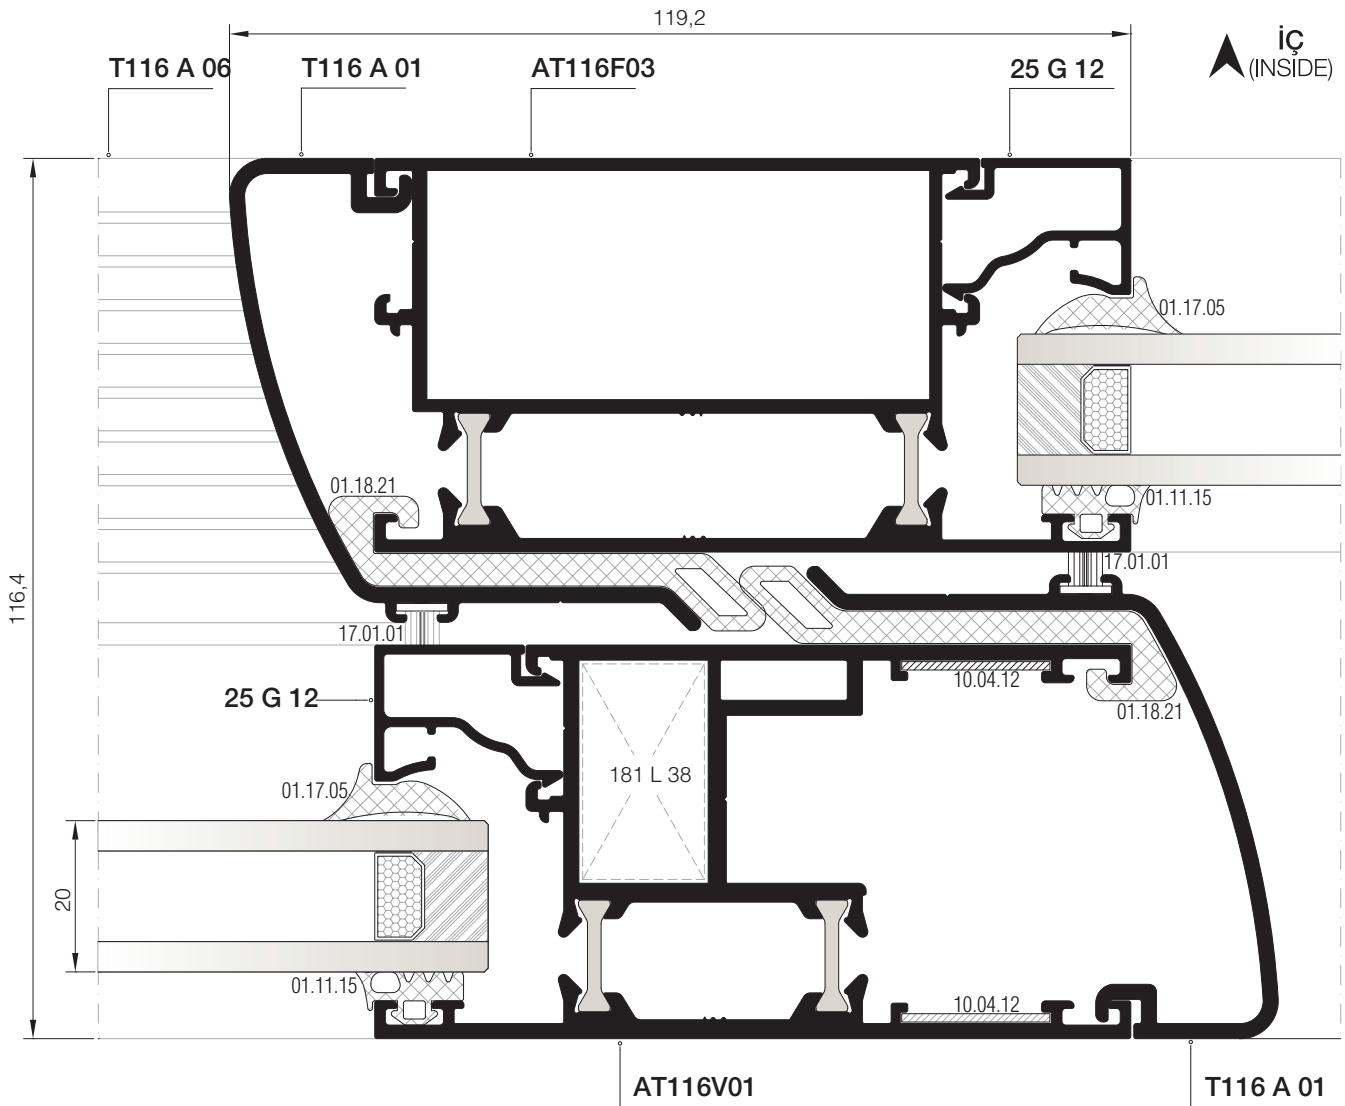 119,2
İÇ
(INSIDE)
T116 A 06
T116 A 01
AT116F03
25 G 12
01.17.05
01.18.21
01.11.15
17.01.01
116,4
17.01.01
10.04.12
25 G 12
01.18.21
181 L 38
01.17.05
20
01.11.15
10.04.12
AT116V01
T116 A 01